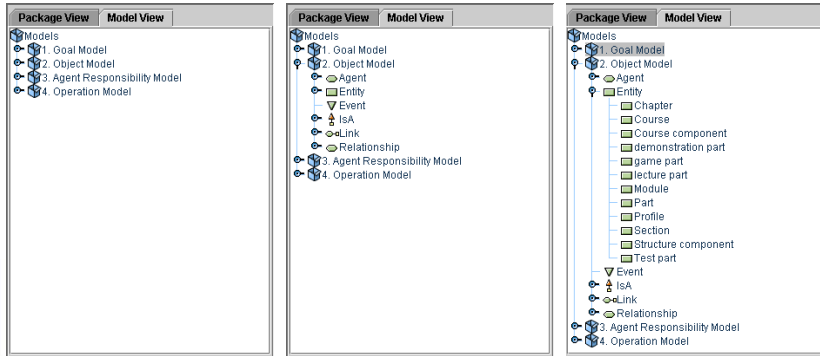 Package View Model View
Models
1. Goal Model
2. Object Model
3. Agent Responsibility Model
4. Operation Model
Package View Model View
Models
1. Goal Model
2. Object Model
Agent
Entity
Event
IsA
Link
Relationship
3. Agent Responsibility Model
4. Operation Model
Package View Model View
Models
1. Goal Model
2. Object Model
Agent
Entity
Chapter
Course
Course component
demonstration part
game part
lecture part
Module
Part
Profile
Section
Structure component
Test part
Event
IsA
Link
Relationship
3. Agent Responsibility Model
4. Operation Model